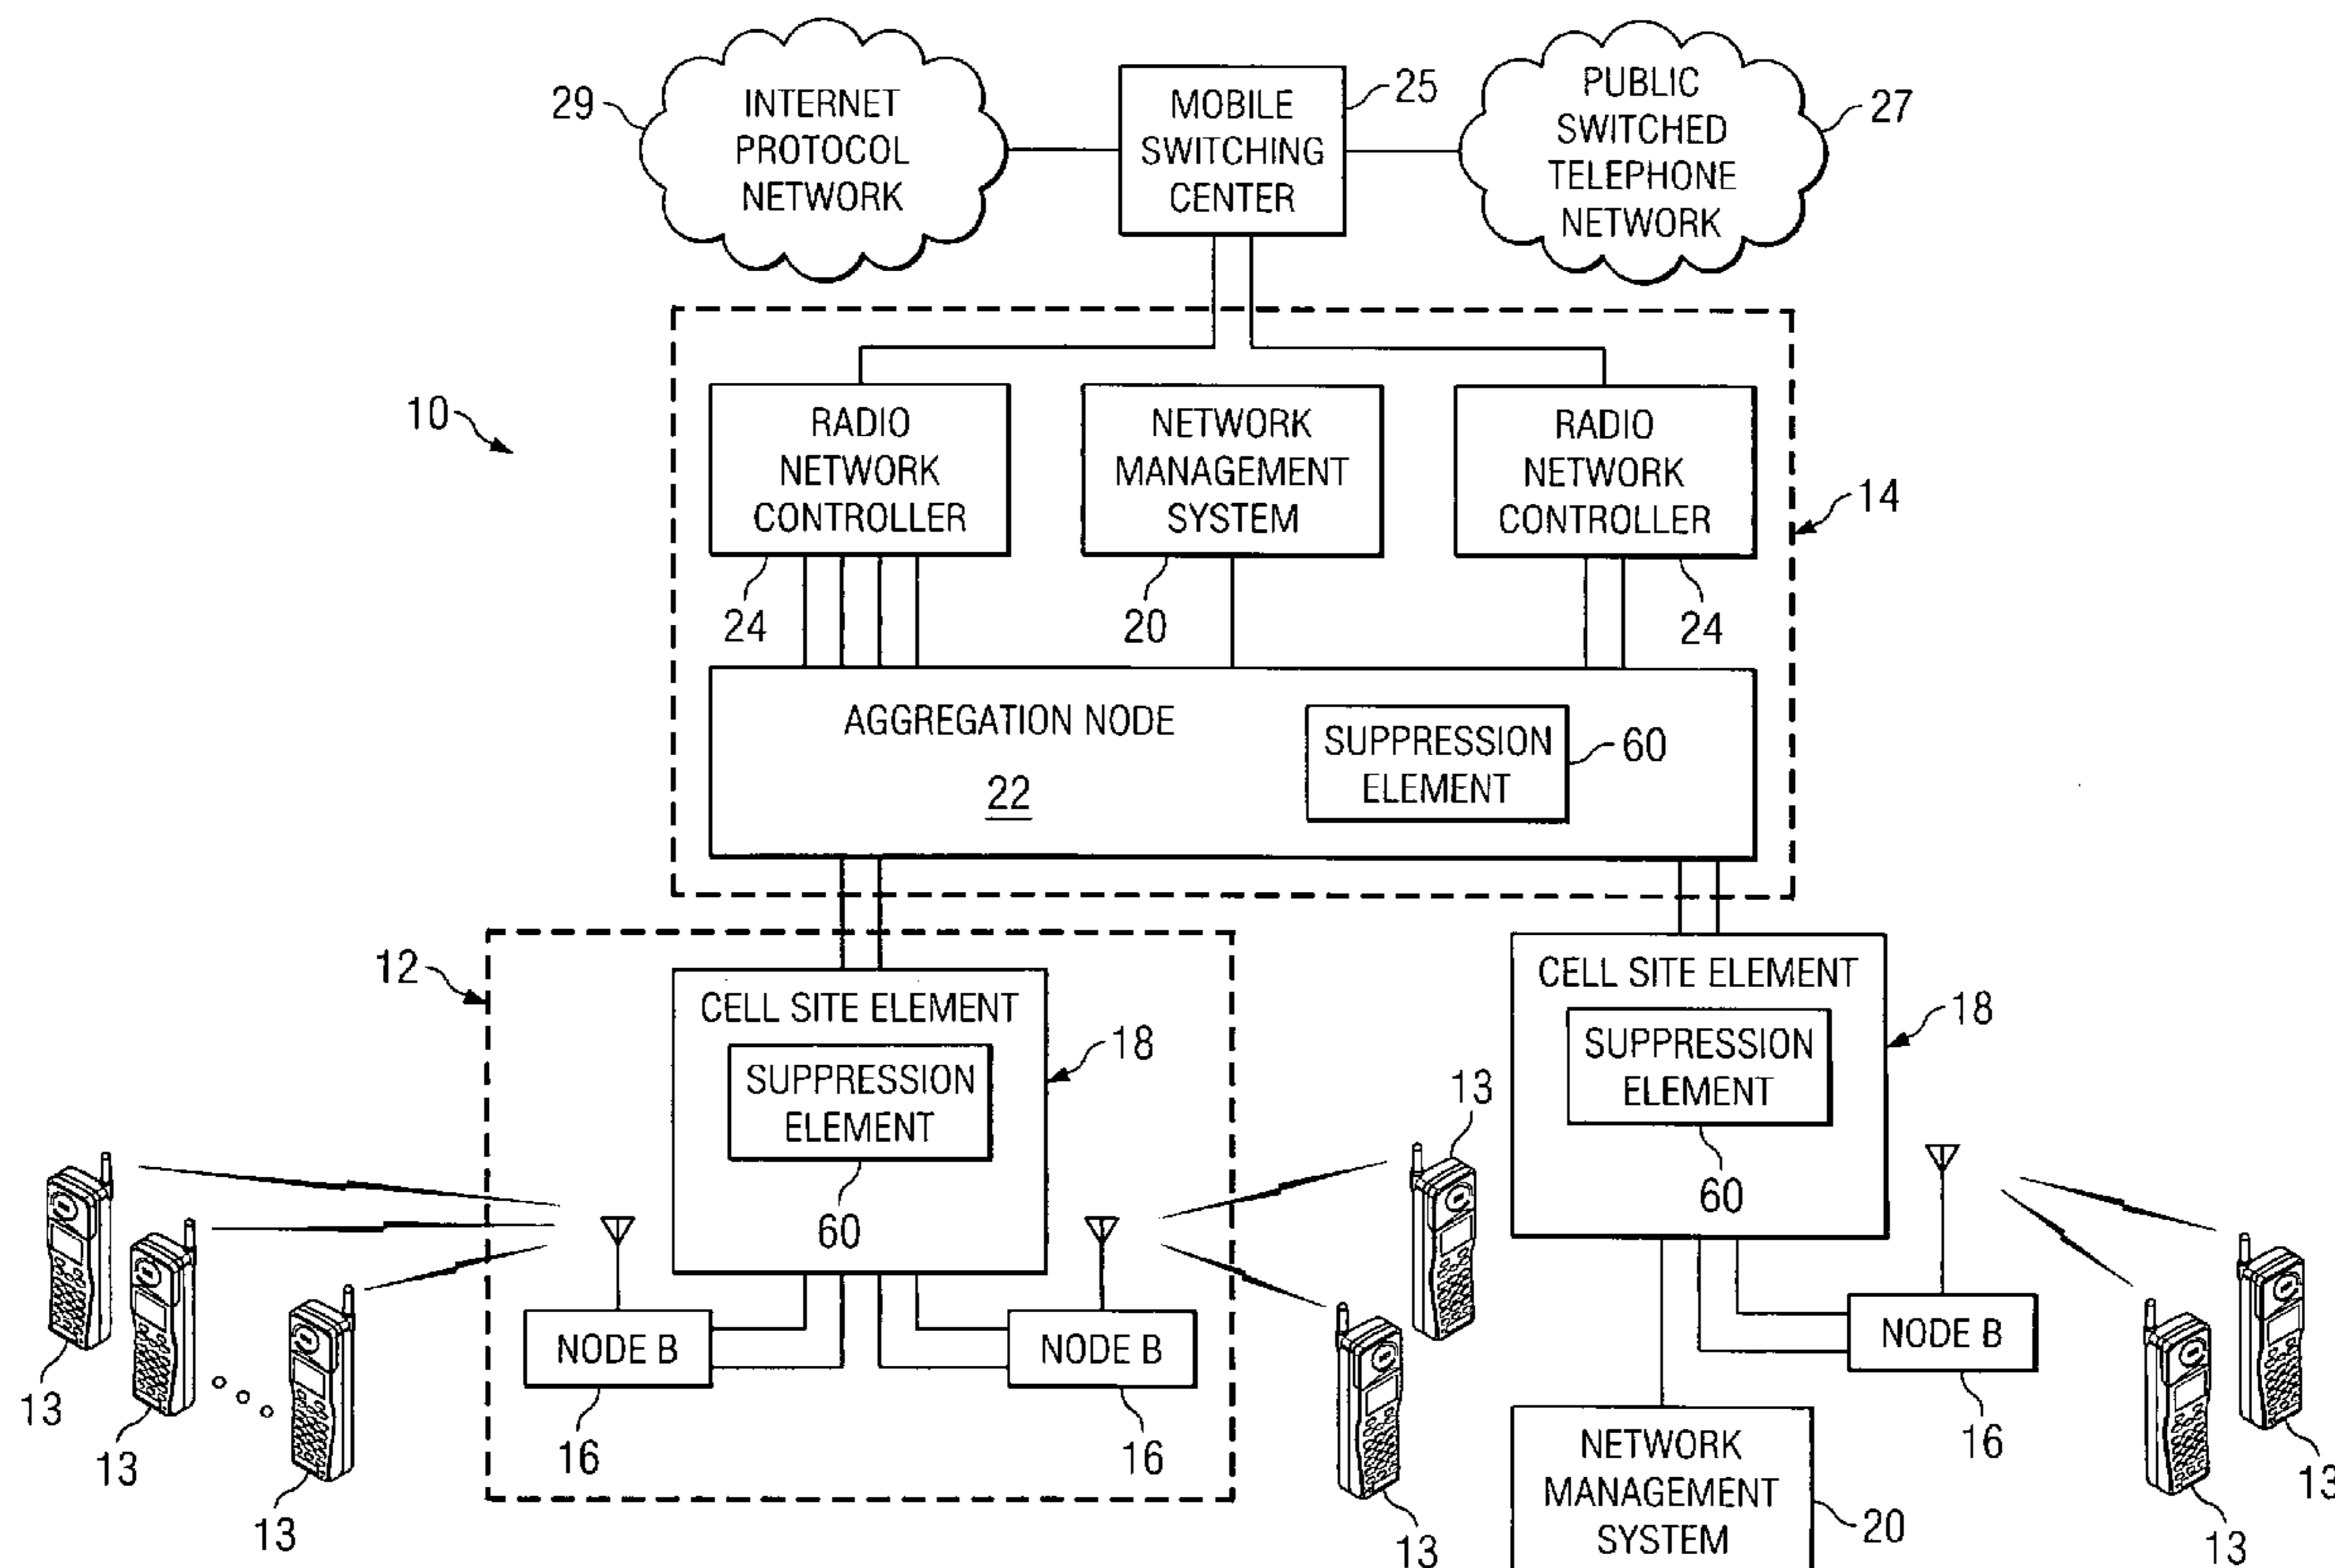 29
INTERNET
PROTOCOL
NETWORK
MOBILE
SWITCHING
CENTER
25
PUBLIC
SWITCHED
TELEPHONE
NETWORK
27
10
RADIO
NETWORK
CONTROLLER
24
NETWORK
MANAGEMENT
SYSTEM
20
RADIO
NETWORK
CONTROLLER
24
14
AGGREGATION NODE
22
SUPPRESSION
ELEMENT
60
12
CELL SITE ELEMENT
SUPPRESSION
ELEMENT
60
18
CELL SITE ELEMENT
SUPPRESSION
ELEMENT
60
18
13
13
13
NODE B
16
NODE B
16
13
13
NODE B
16
13
13
NETWORK
MANAGEMENT
SYSTEM
20